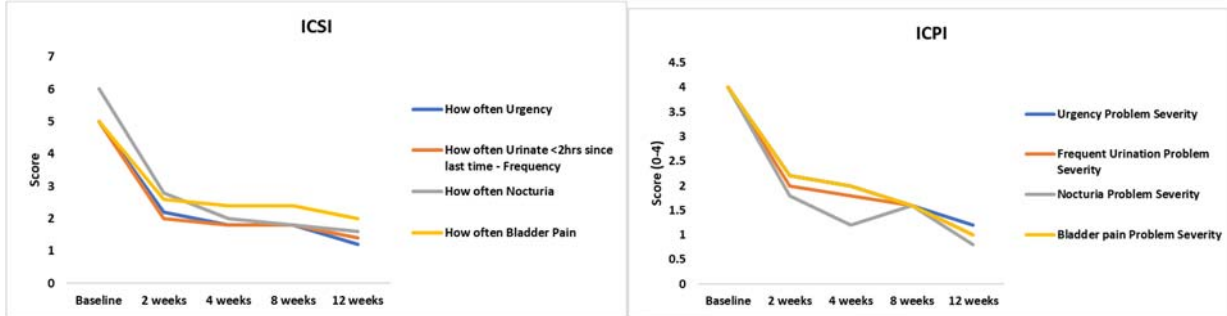 ICSI
7
6
5
4
3
2
1
0
Score
Baseline 2 weeks 4 weeks 8 weeks 12 weeks
How often Urgency
How often Urinate <2hrs since
last time - Frequency
How often Nocturia
How often Bladder Pain
ICPI
4.5
4
3.5
3
2.5
2
1.5
1
0.5
0
Score (0-4)
Baseline 2 weeks 4 weeks 8 weeks 12 weeks
Urgency Problem Severity
Frequent Urination Problem
Severity
Nocturia Problem Severity
Bladder pain Problem Severity